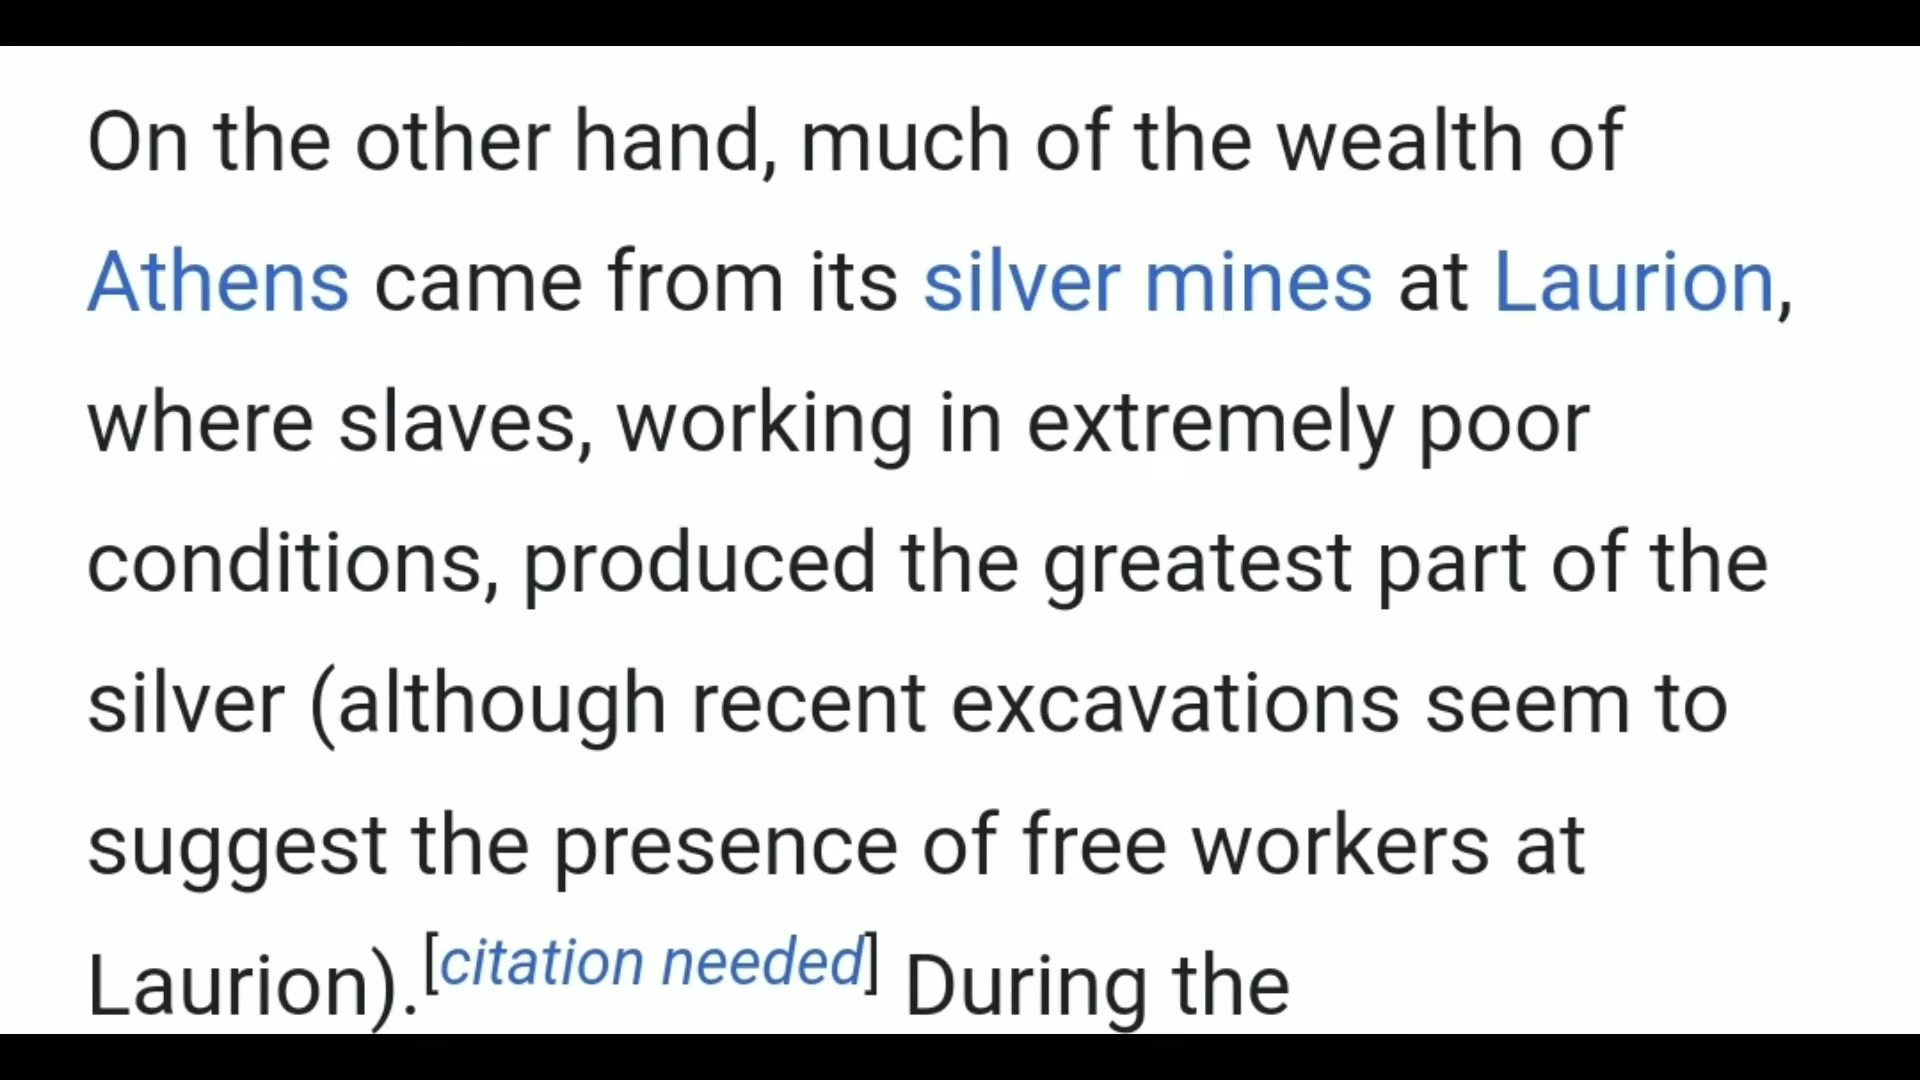 On the other hand, much of the wealth of
Athens came from its silver mines at Laurion,
where slaves, working in extremely poor
conditions, produced the greatest part of the
silver (although recent excavations seem to
suggest the presence of free workers at
Laurion).[citation needed] During the